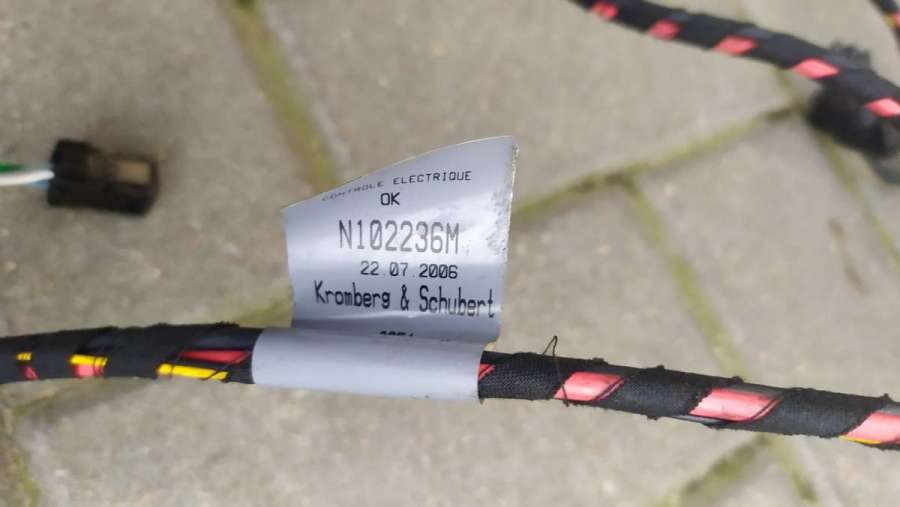 CONTROLE ELECTRIQUE
OK
N102236M
22.07.2006
Kromberg & Schubert